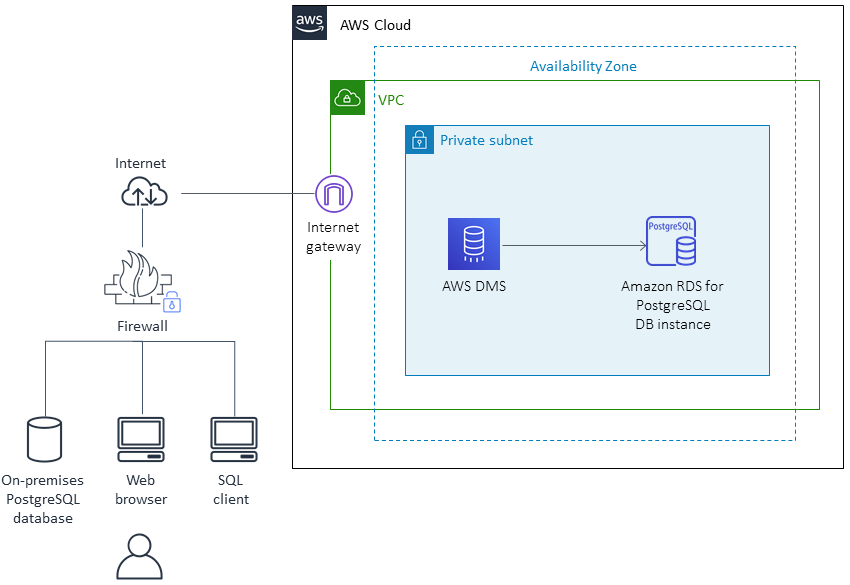 aws
AWS Cloud
Availability Zone
VPC
Private subnet
Internet
Internet
gateway
PostgreSQL
AWS DMS
Amazon RDS for
PostgreSQL
DB instance
Firewall
On-premises
PostgreSQL
database
Web
browser
SQL
client